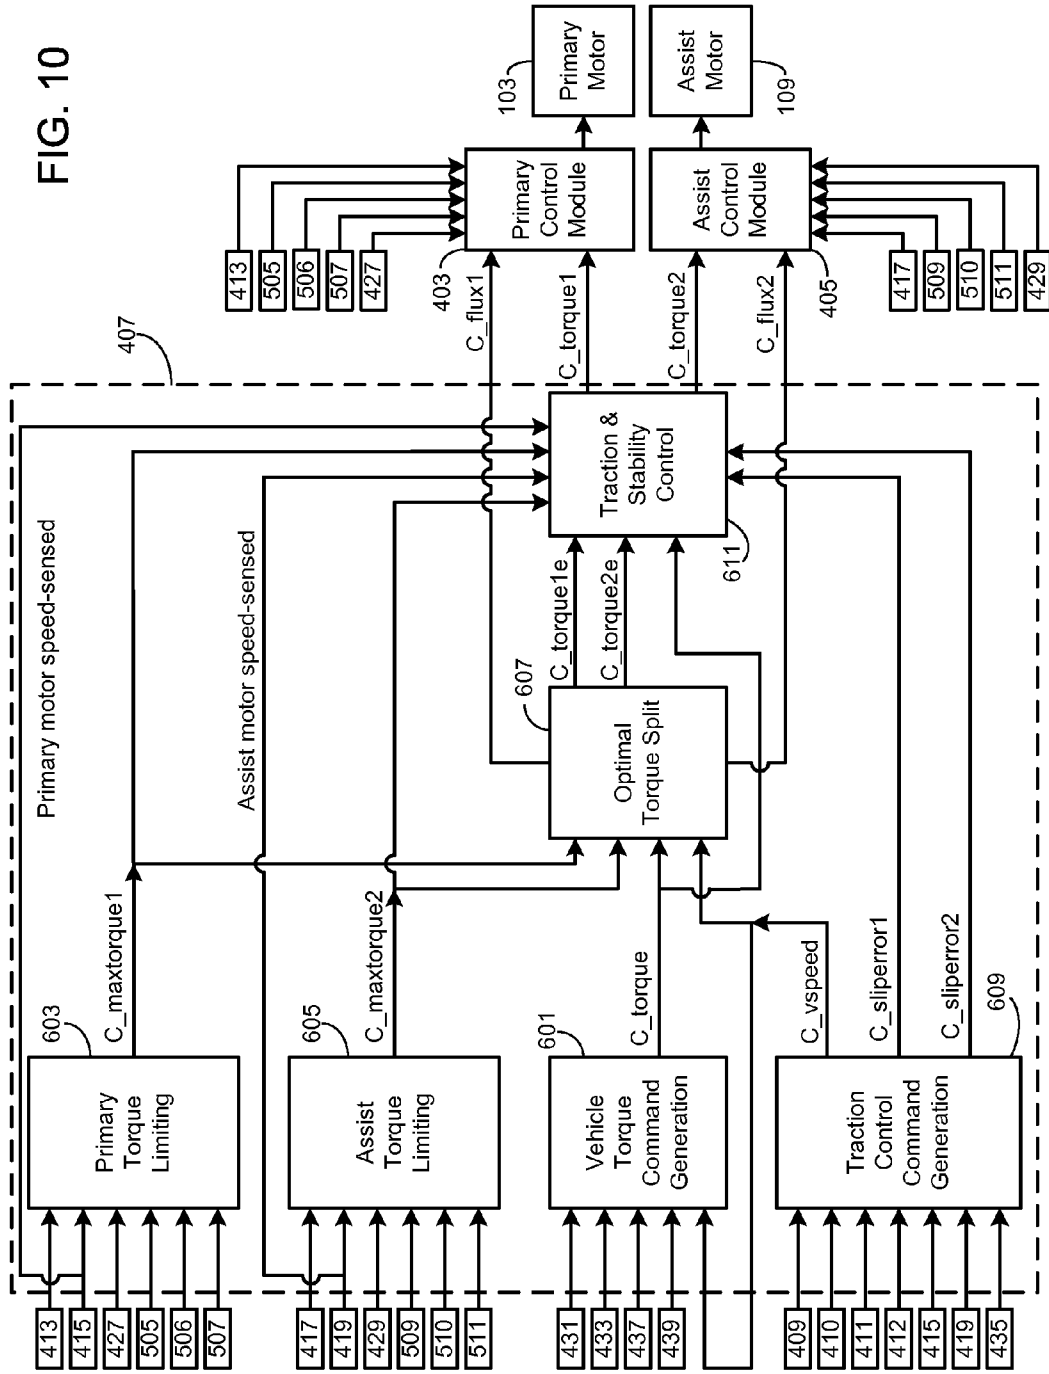 FIG. 10
407
Primary motor speed-sensed
Assist motor speed-sensed
413
415
427
505
506
507
603
Primary
Torque
Limiting
C_maxtorque1
417
419
429
509
510
511
605
Assist
Torque
Limiting
C_maxtorque2
431
433
437
439
601
Vehicle
Torque
Command
Generation
C_torque
409
410
411
412
415
419
435
609
Traction
Control
Command
Generation
C_vspeed
C_sliperror1
C_sliperror2
607
Optimal
Torque Split
C_torque1e
C_torque2e
611
Traction &
Stability
Control
C_flux1
C_torque1
C_torque2
C_flux2
413
505
506
507
427
403
Primary
Control
Module
103
Primary
Motor
405
Assist
Control
Module
109
Assist
Motor
417
509
510
511
429